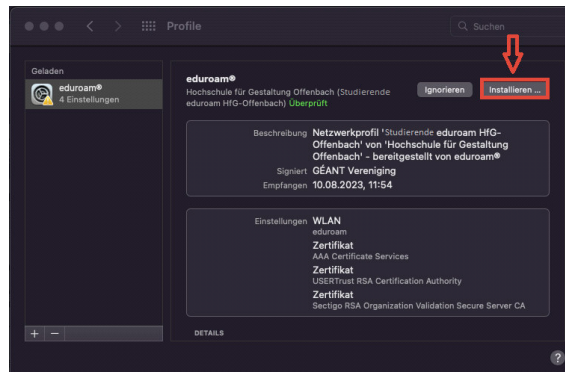 Profile
Suchen
Geladen
eduroam®
4 Einstellungen
eduroam®
Hochschule für Gestaltung Offenbach (Studierende
eduroam HfG-Offenbach) Überprüft
Ignorieren
Installieren ...
Beschreibung Netzwerkprofil 'Studierende eduroam HfG-
Offenbach' von 'Hochschule für Gestaltung
Offenbach' - bereitgestellt von eduroam®
Signiert GÉANT Vereniging
Empfangen 10.08.2023, 11:54
Einstellungen WLAN
eduroam
Zertifikat
AAA Certificate Services
Zertifikat
USERTrust RSA Certification Authority
Zertifikat
Sectigo RSA Organization Validation Secure Server CA
DETAILS
+ −
?